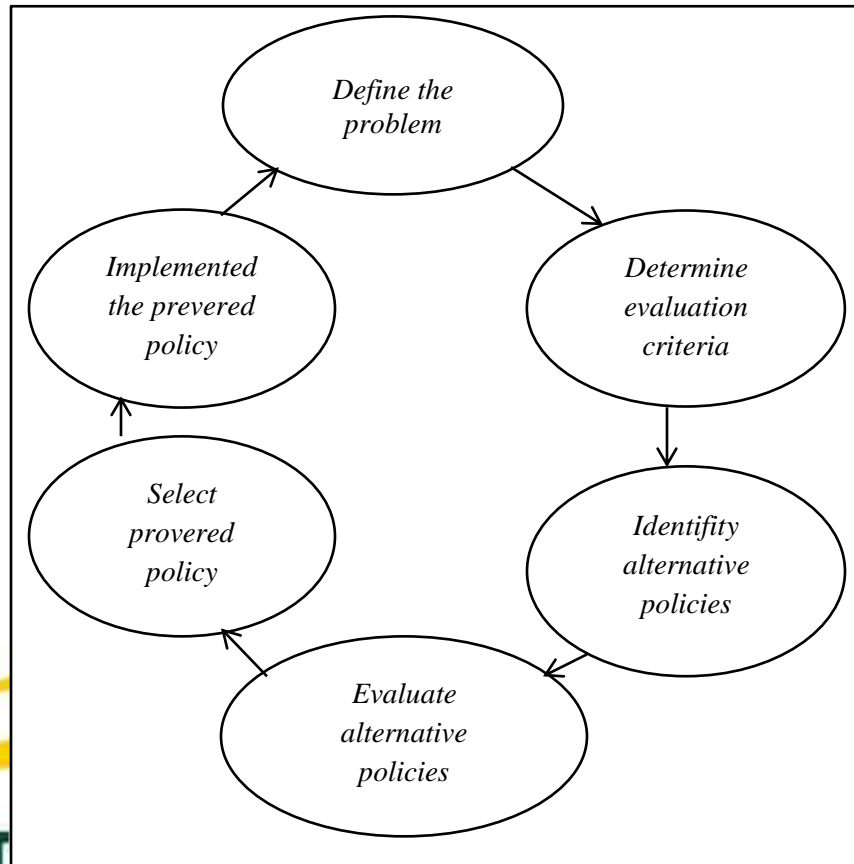 Define the
problem
Determine
evaluation
criteria
Identifity
alternative
policies
Evaluate
alternative
policies
Select
provered
policy
Implemented
the prevered
policy